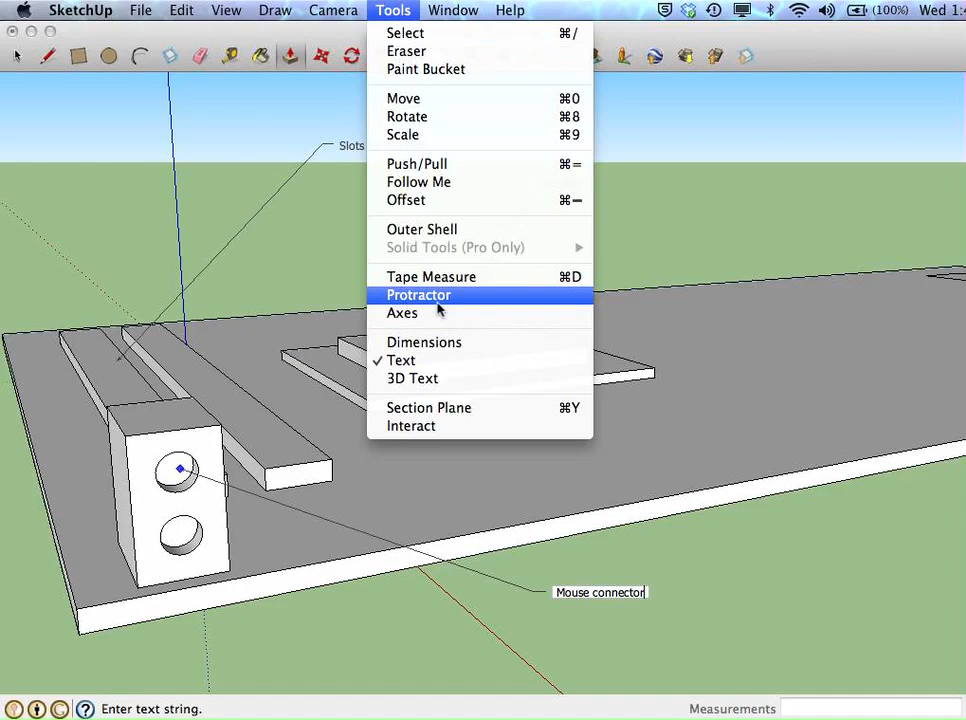 SketchUp File Edit View Draw Camera Tools Window Help (100%) Wed 1:4
Select ⌘/
Eraser
Paint Bucket
Move ⌘0
Rotate ⌘8
Scale ⌘9
Push/Pull ⌘=
Follow Me
Offset ⌘−
Outer Shell
Solid Tools (Pro Only)
Tape Measure ⌘D
Protractor
Axes
Dimensions
✓ Text
3D Text
Section Plane ⌘Y
Interact
Slots
Mouse connector
Enter text string.
Measurements